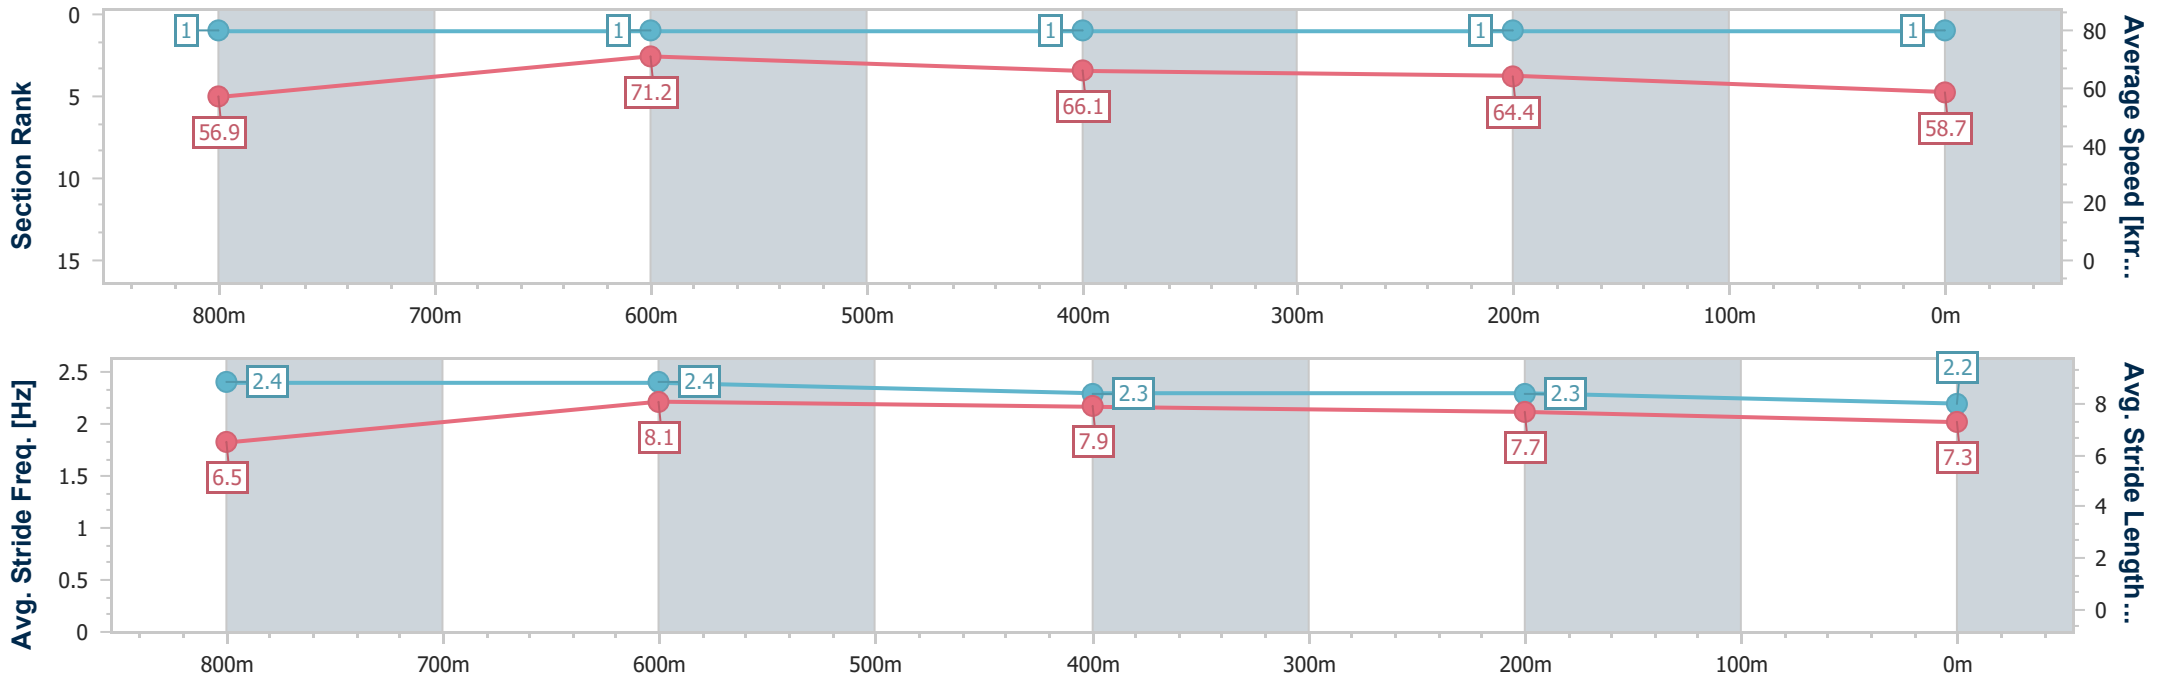 Section Rank
0
5
10
15
1
1
1
1
1
56.9
71.2
66.1
64.4
58.7
80
60
40
20
0
Average Speed [km...
800m
700m
600m
500m
400m
300m
200m
100m
0m
Avg. Stride Freq. [Hz]
2.5
2
1.5
1
0.5
0
2.4
2.4
2.3
2.3
2.2
6.5
8.1
7.9
7.7
7.3
8
6
4
2
0
Avg. Stride Length...
800m
700m
600m
500m
400m
300m
200m
100m
0m